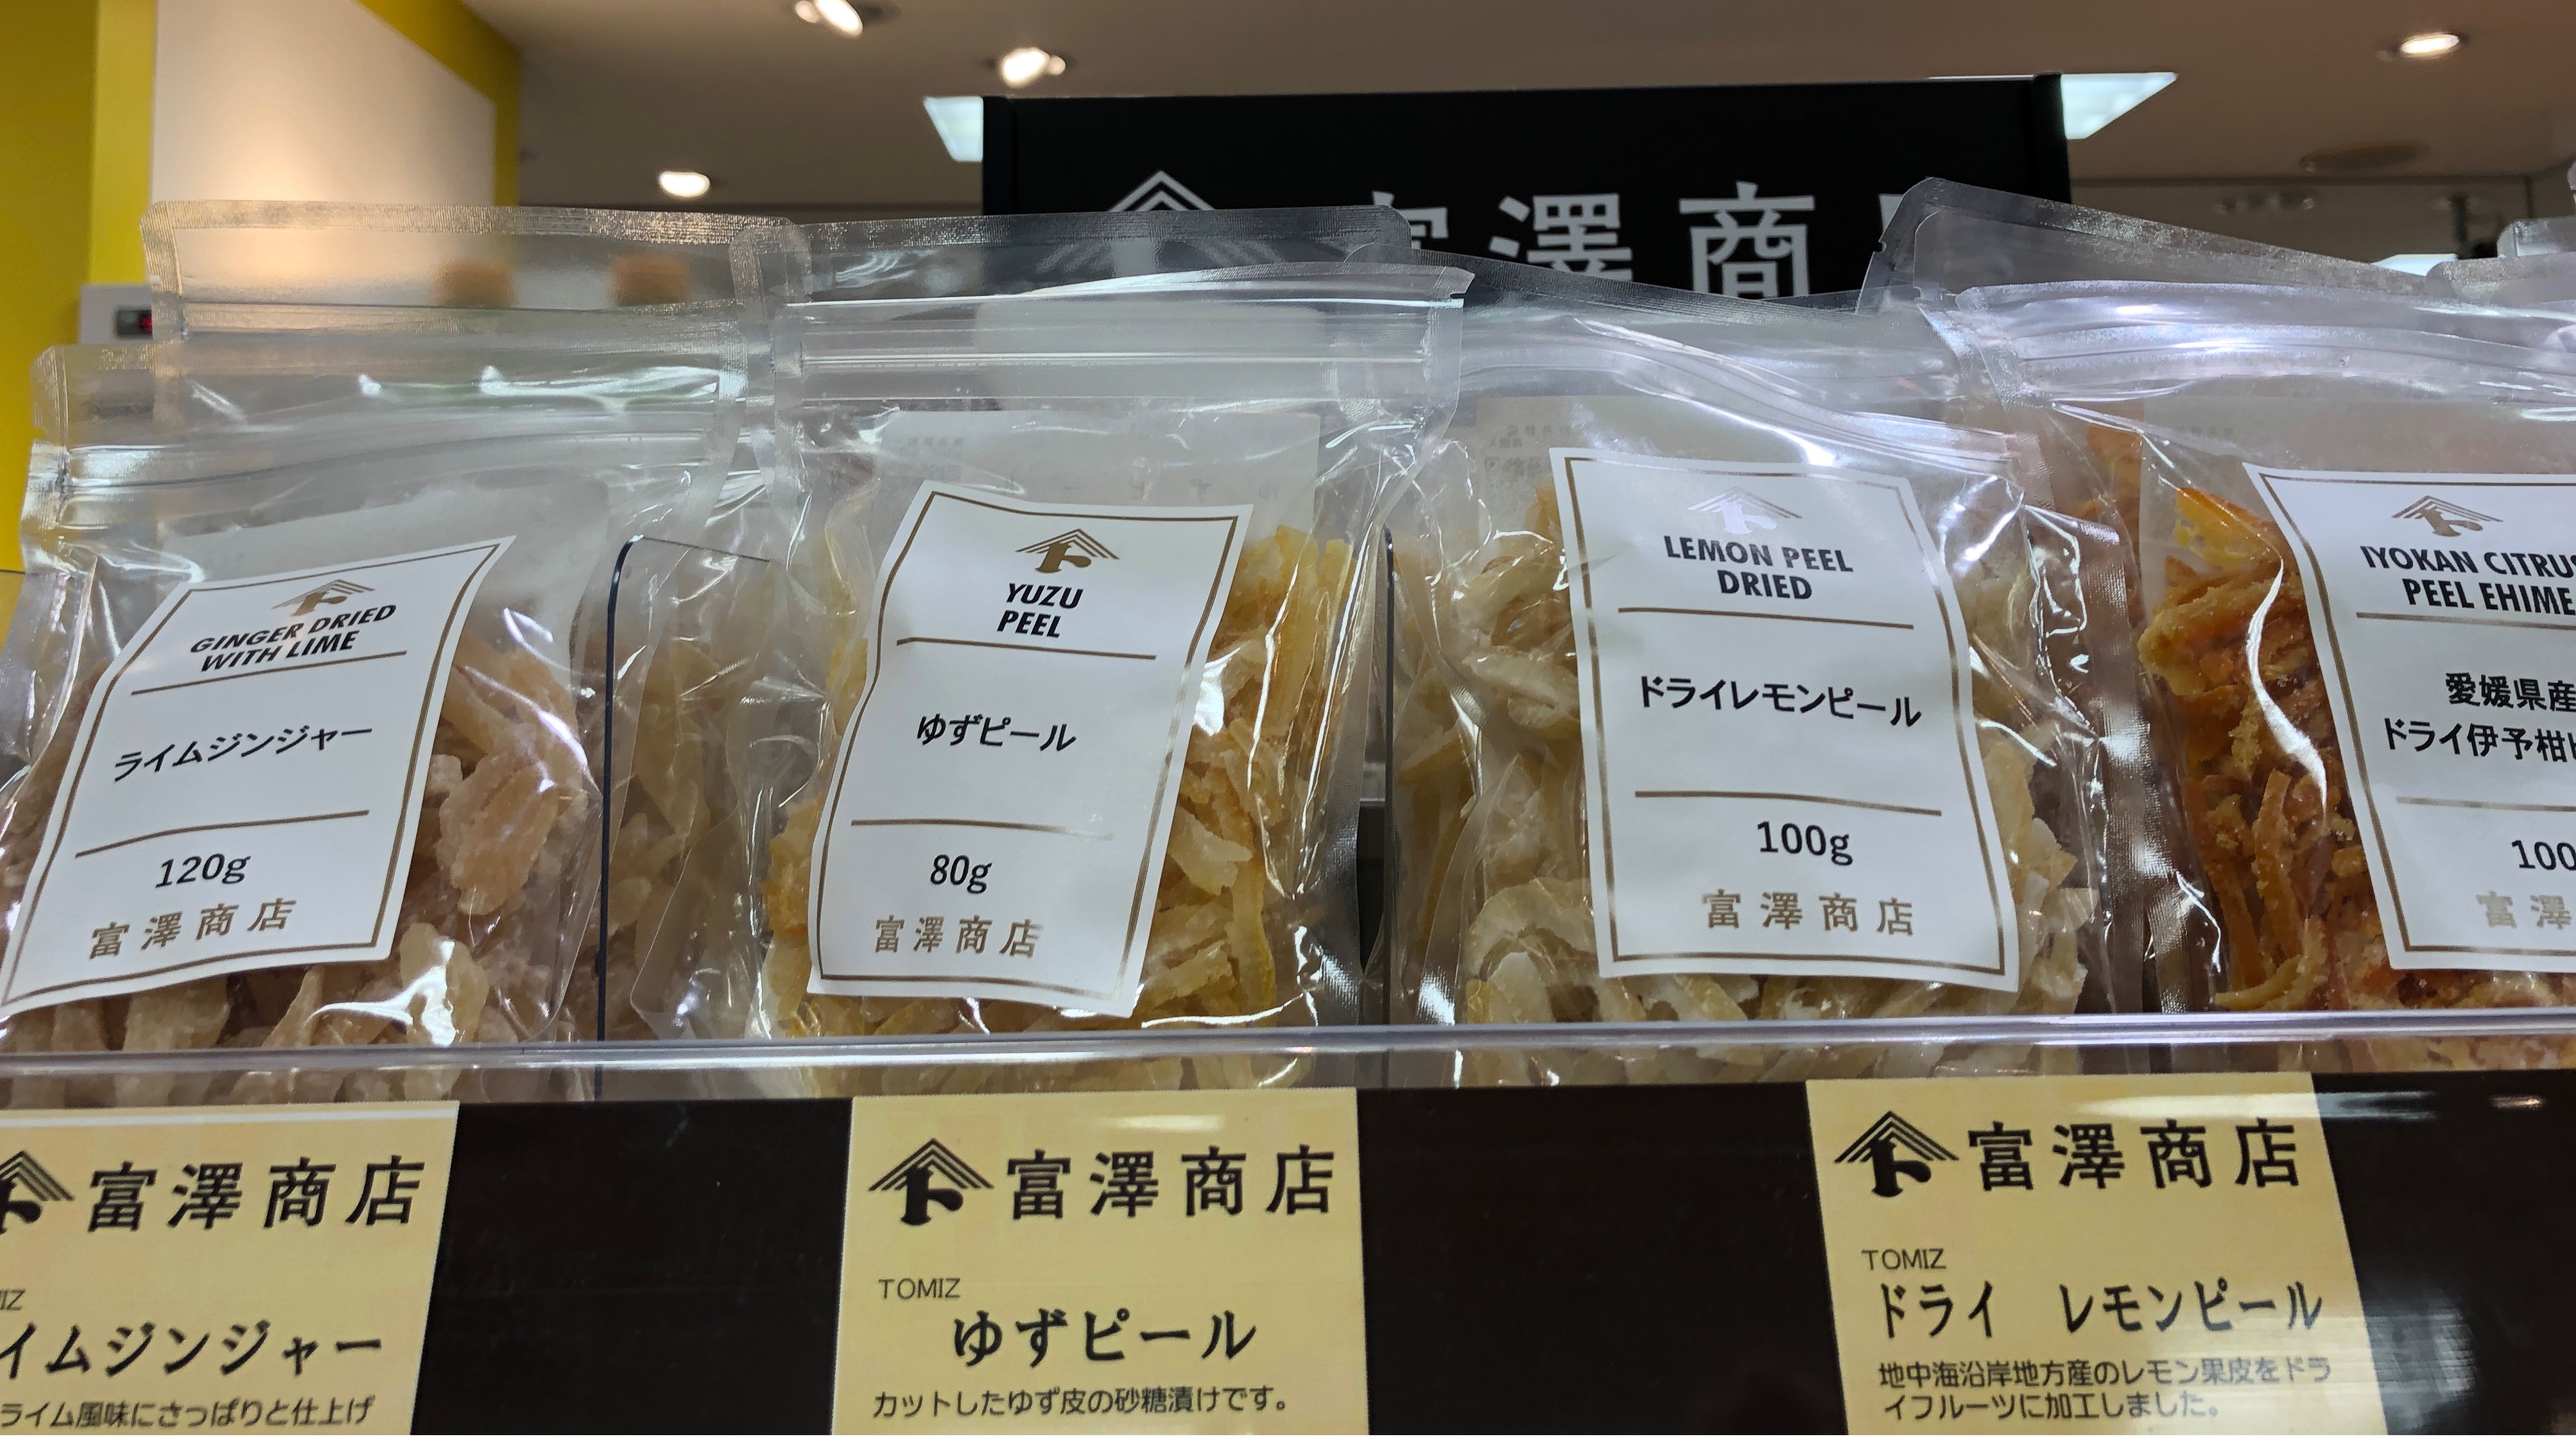 富澤商
GINGER DRIED
WITH LIME
ライムジンジャー
120g
富澤商店
YUZU
PEEL
ゆずピール
80g
富澤商店
LEMON PEEL
DRIED
ドライレモンピール
100g
富澤商店
IYOKAN CITRUS
PEEL EHIME
愛媛県産
ドライ伊予柑ピ
100
富澤
富澤商店
IZ
イムジンジャー
ライム風味にさっぱりと仕上げ
富澤商店
TOMIZ
ゆずピール
カットしたゆず皮の砂糖漬けです。
富澤商店
TOMIZ
ドライ レモンピール
地中海沿岸地方産のレモン果皮をドラ
イフルーツに加工しました。